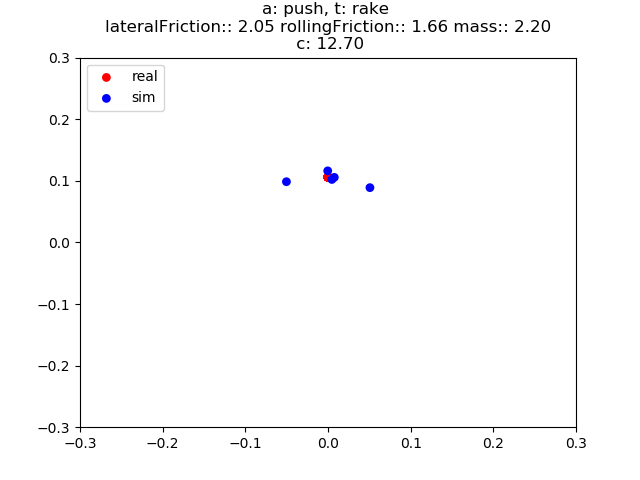 a: push, t: rake
lateralFriction:: 2.05 rollingFriction:: 1.66 mass:: 2.20
c: 12.70
real
sim
0.3
0.2
0.1
0.0
−0.1
−0.2
−0.3
−0.3 −0.2 −0.1 0.0 0.1 0.2 0.3